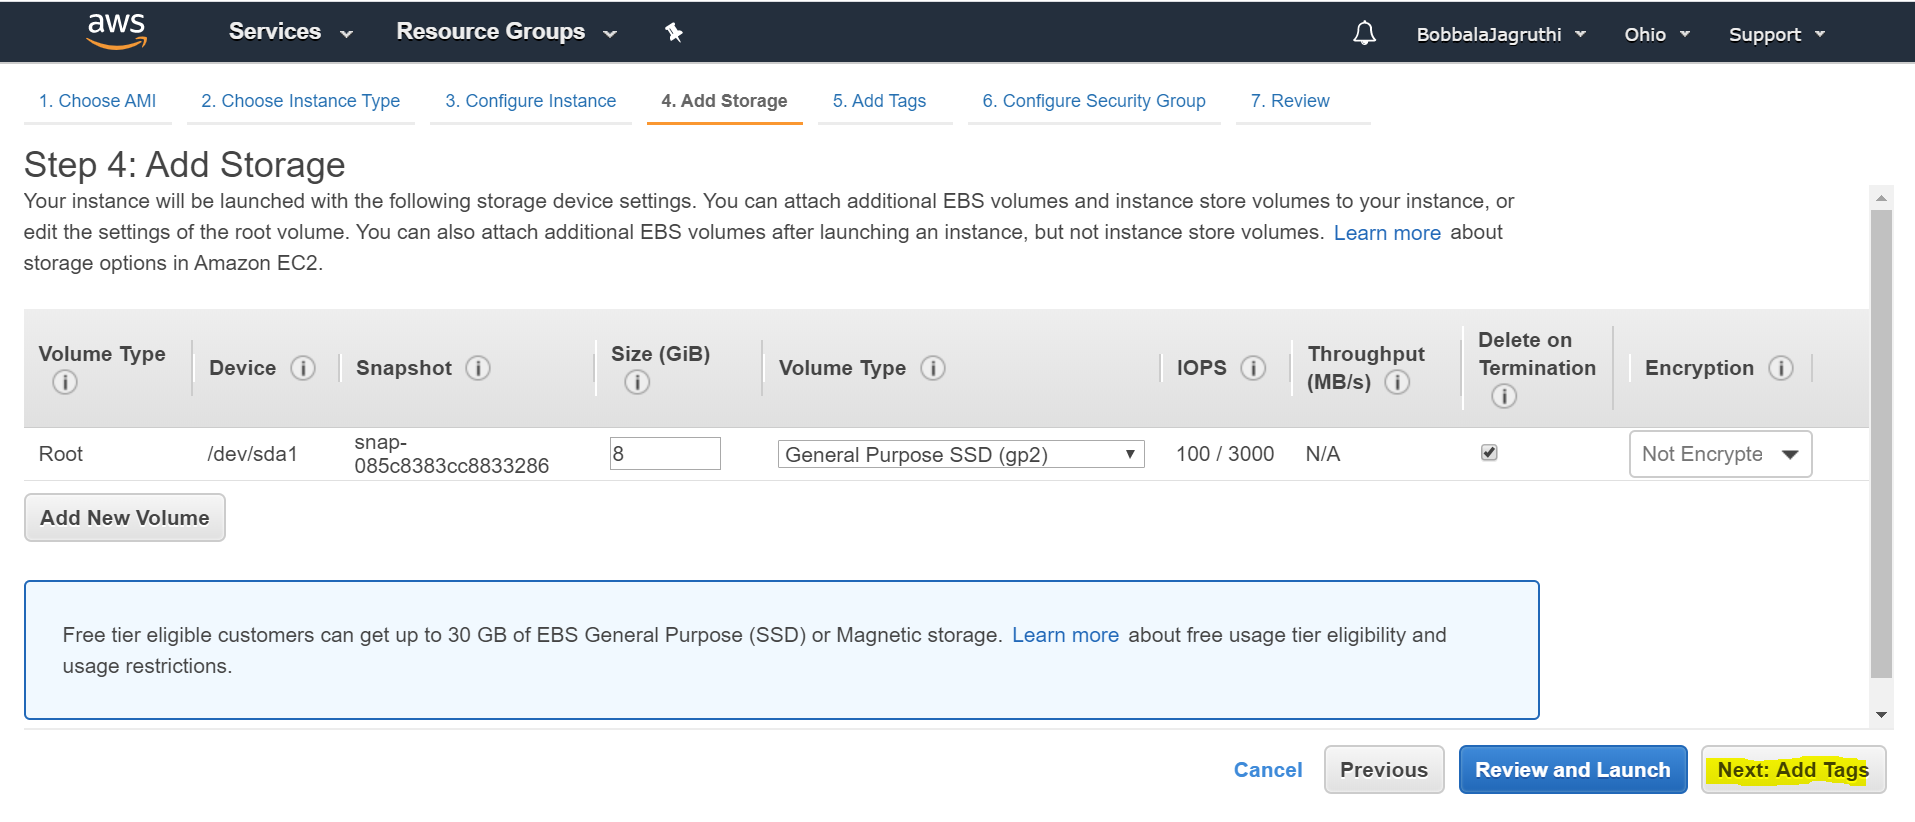 aws Services Resource Groups BobbalaJagruthi Ohio Support
1. Choose AMI 2. Choose Instance Type 3. Configure Instance 4. Add Storage 5. Add Tags 6. Configure Security Group 7. Review
Step 4: Add Storage
Your instance will be launched with the following storage device settings. You can attach additional EBS volumes and instance store volumes to your instance, or
edit the settings of the root volume. You can also attach additional EBS volumes after launching an instance, but not instance store volumes. Learn more about
storage options in Amazon EC2.
Volume Type i Device i Snapshot i Size (GiB) i Volume Type i IOPS i Throughput (MB/s) i Delete on Termination i Encryption i
Root /dev/sda1 snap-085c8383cc8833286 8 General Purpose SSD (gp2) 100 / 3000 N/A Not Encrypte
Add New Volume
Free tier eligible customers can get up to 30 GB of EBS General Purpose (SSD) or Magnetic storage. Learn more about free usage tier eligibility and
usage restrictions.
Cancel Previous Review and Launch Next: Add Tags